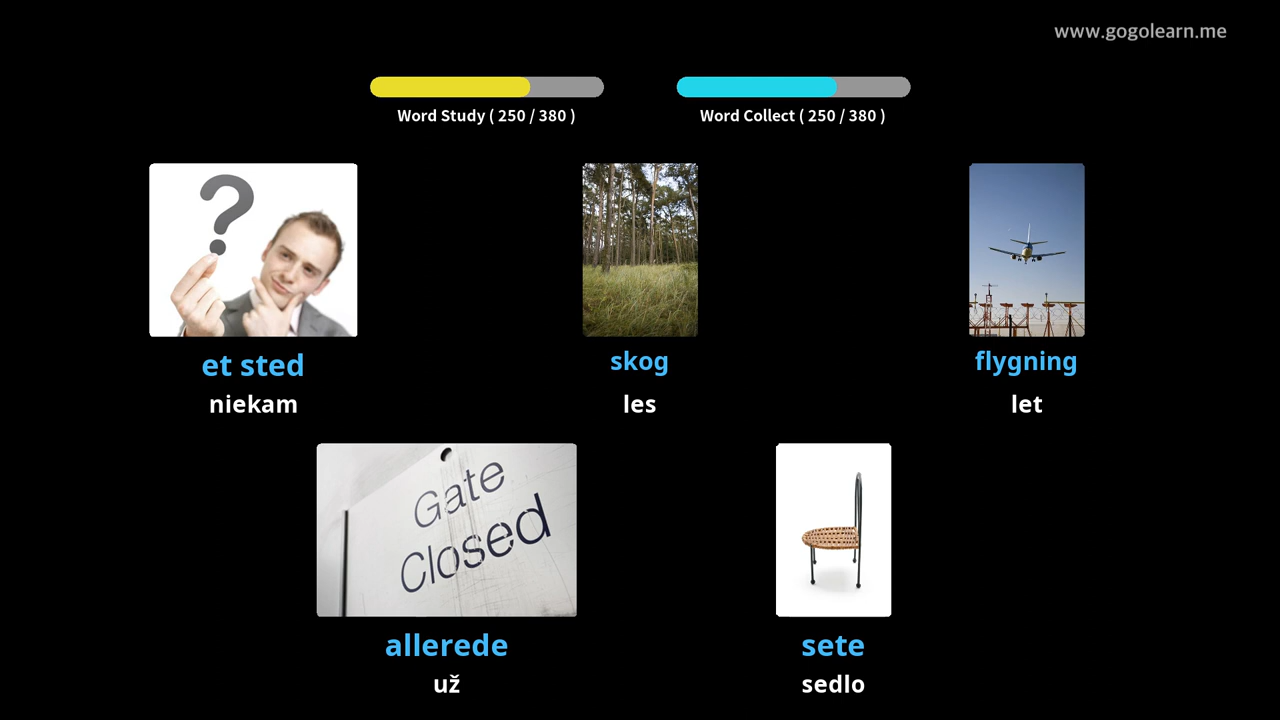 www.gogolearn.me
Word Study ( 250 / 380 )
Word Collect ( 250 / 380 )
?
et sted
niekam
skog
les
flygning
let
Gate
Closed
allerede
už
sete
sedlo